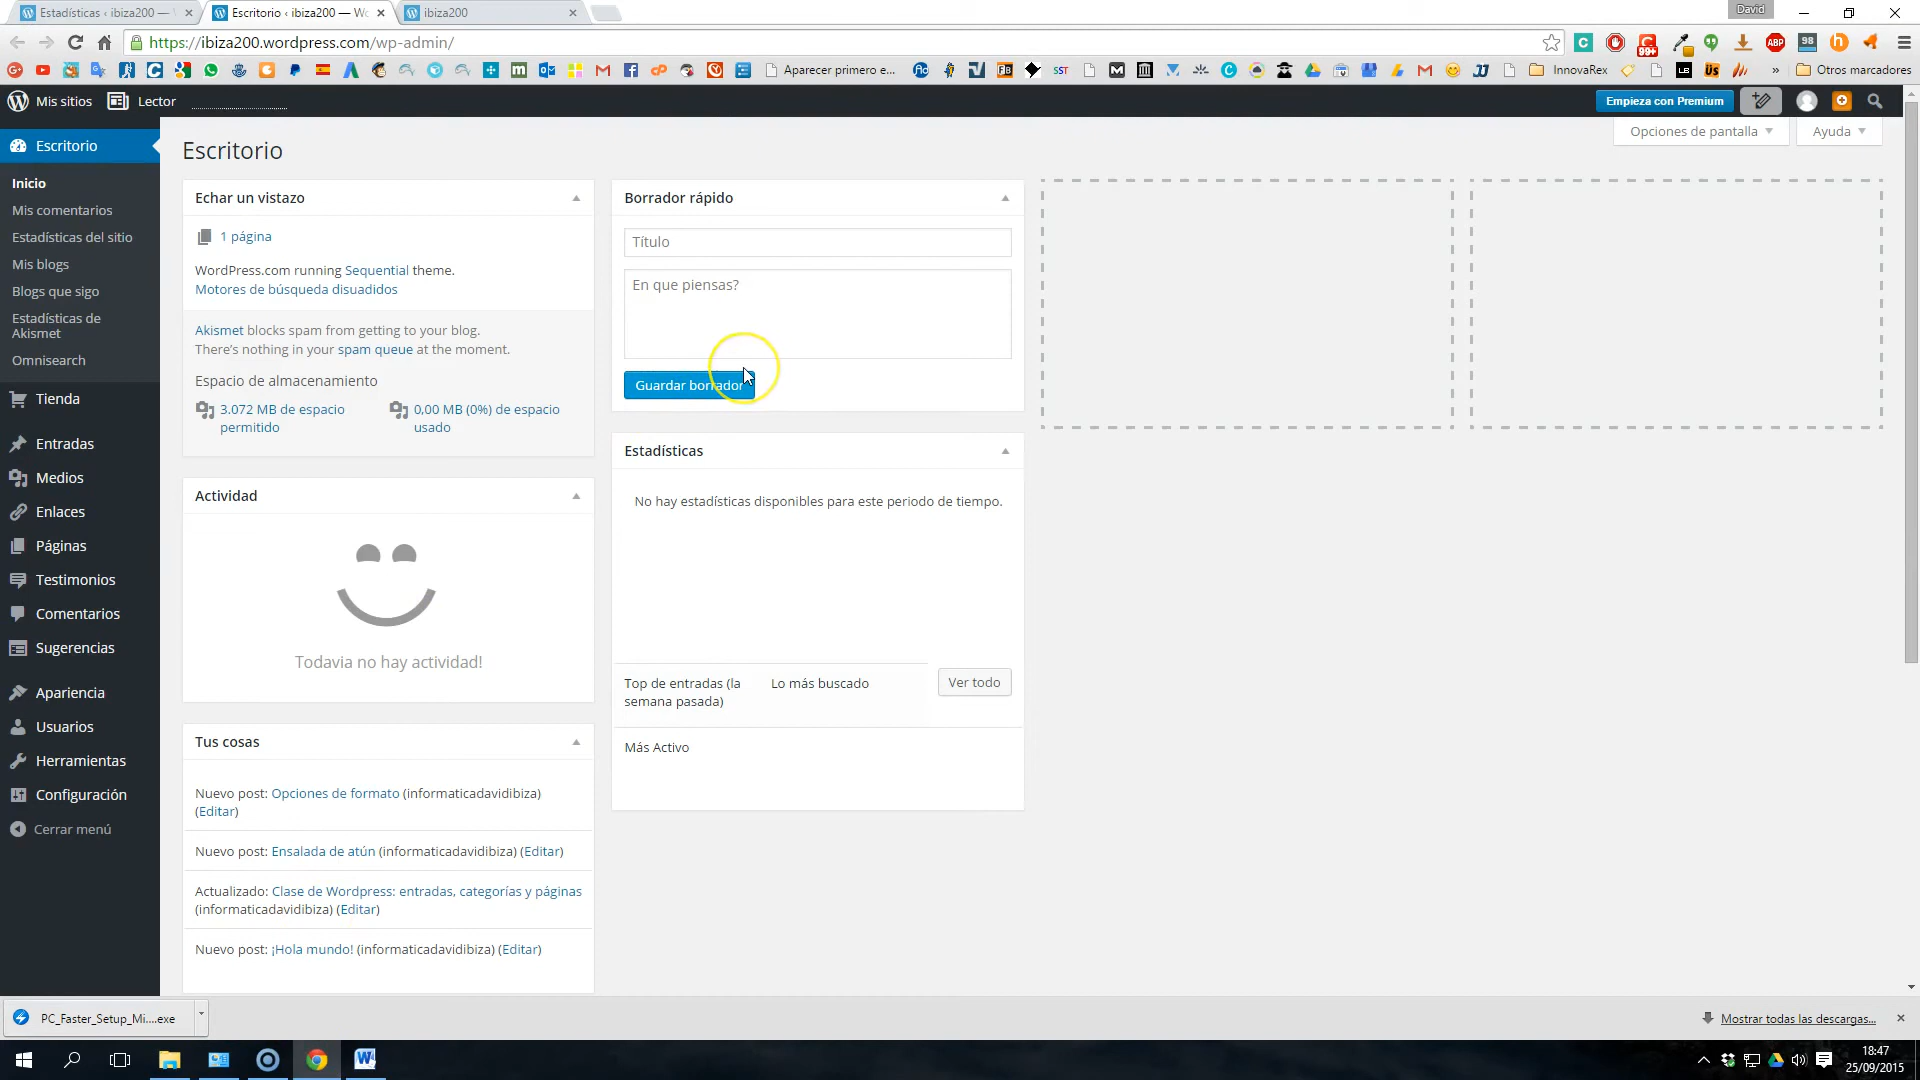 Estadísticas ‹ ibiza200 —
Escritorio ‹ ibiza200 — Wo
ibiza200
David
https://ibiza200.wordpress.com/wp-admin/
99+
ABP
98
Aparecer primero e...
FB
SST
InnovaRex
LB
Us
»
Otros marcadores
Mis sitios
Lector
Empieza con Premium
Opciones de pantalla
Ayuda
Escritorio
Inicio
Mis comentarios
Estadísticas del sitio
Mis blogs
Blogs que sigo
Estadísticas de
Akismet
Omnisearch
Tienda
Entradas
Medios
Enlaces
Páginas
Testimonios
Comentarios
Sugerencias
Apariencia
Usuarios
Herramientas
Configuración
Cerrar menú
Escritorio
Echar un vistazo
1 página
WordPress.com running Sequential theme.
Motores de búsqueda disuadidos
Akismet blocks spam from getting to your blog.
There's nothing in your spam queue at the moment.
Espacio de almacenamiento
3.072 MB de espacio
permitido
0,00 MB (0%) de espacio
usado
Actividad
Todavia no hay actividad!
Tus cosas
Nuevo post: Opciones de formato (informaticadavidibiza)
(Editar)
Nuevo post: Ensalada de atún (informaticadavidibiza) (Editar)
Actualizado: Clase de Wordpress: entradas, categorías y páginas
(informaticadavidibiza) (Editar)
Nuevo post: ¡Hola mundo! (informaticadavidibiza) (Editar)
Borrador rápido
Título
En que piensas?
Guardar borrador
Estadísticas
No hay estadísticas disponibles para este periodo de tiempo.
Top de entradas (la
semana pasada)
Lo más buscado
Ver todo
Más Activo
PC_Faster_Setup_Mi....exe
Mostrar todas las descargas...
18:47
25/09/2015